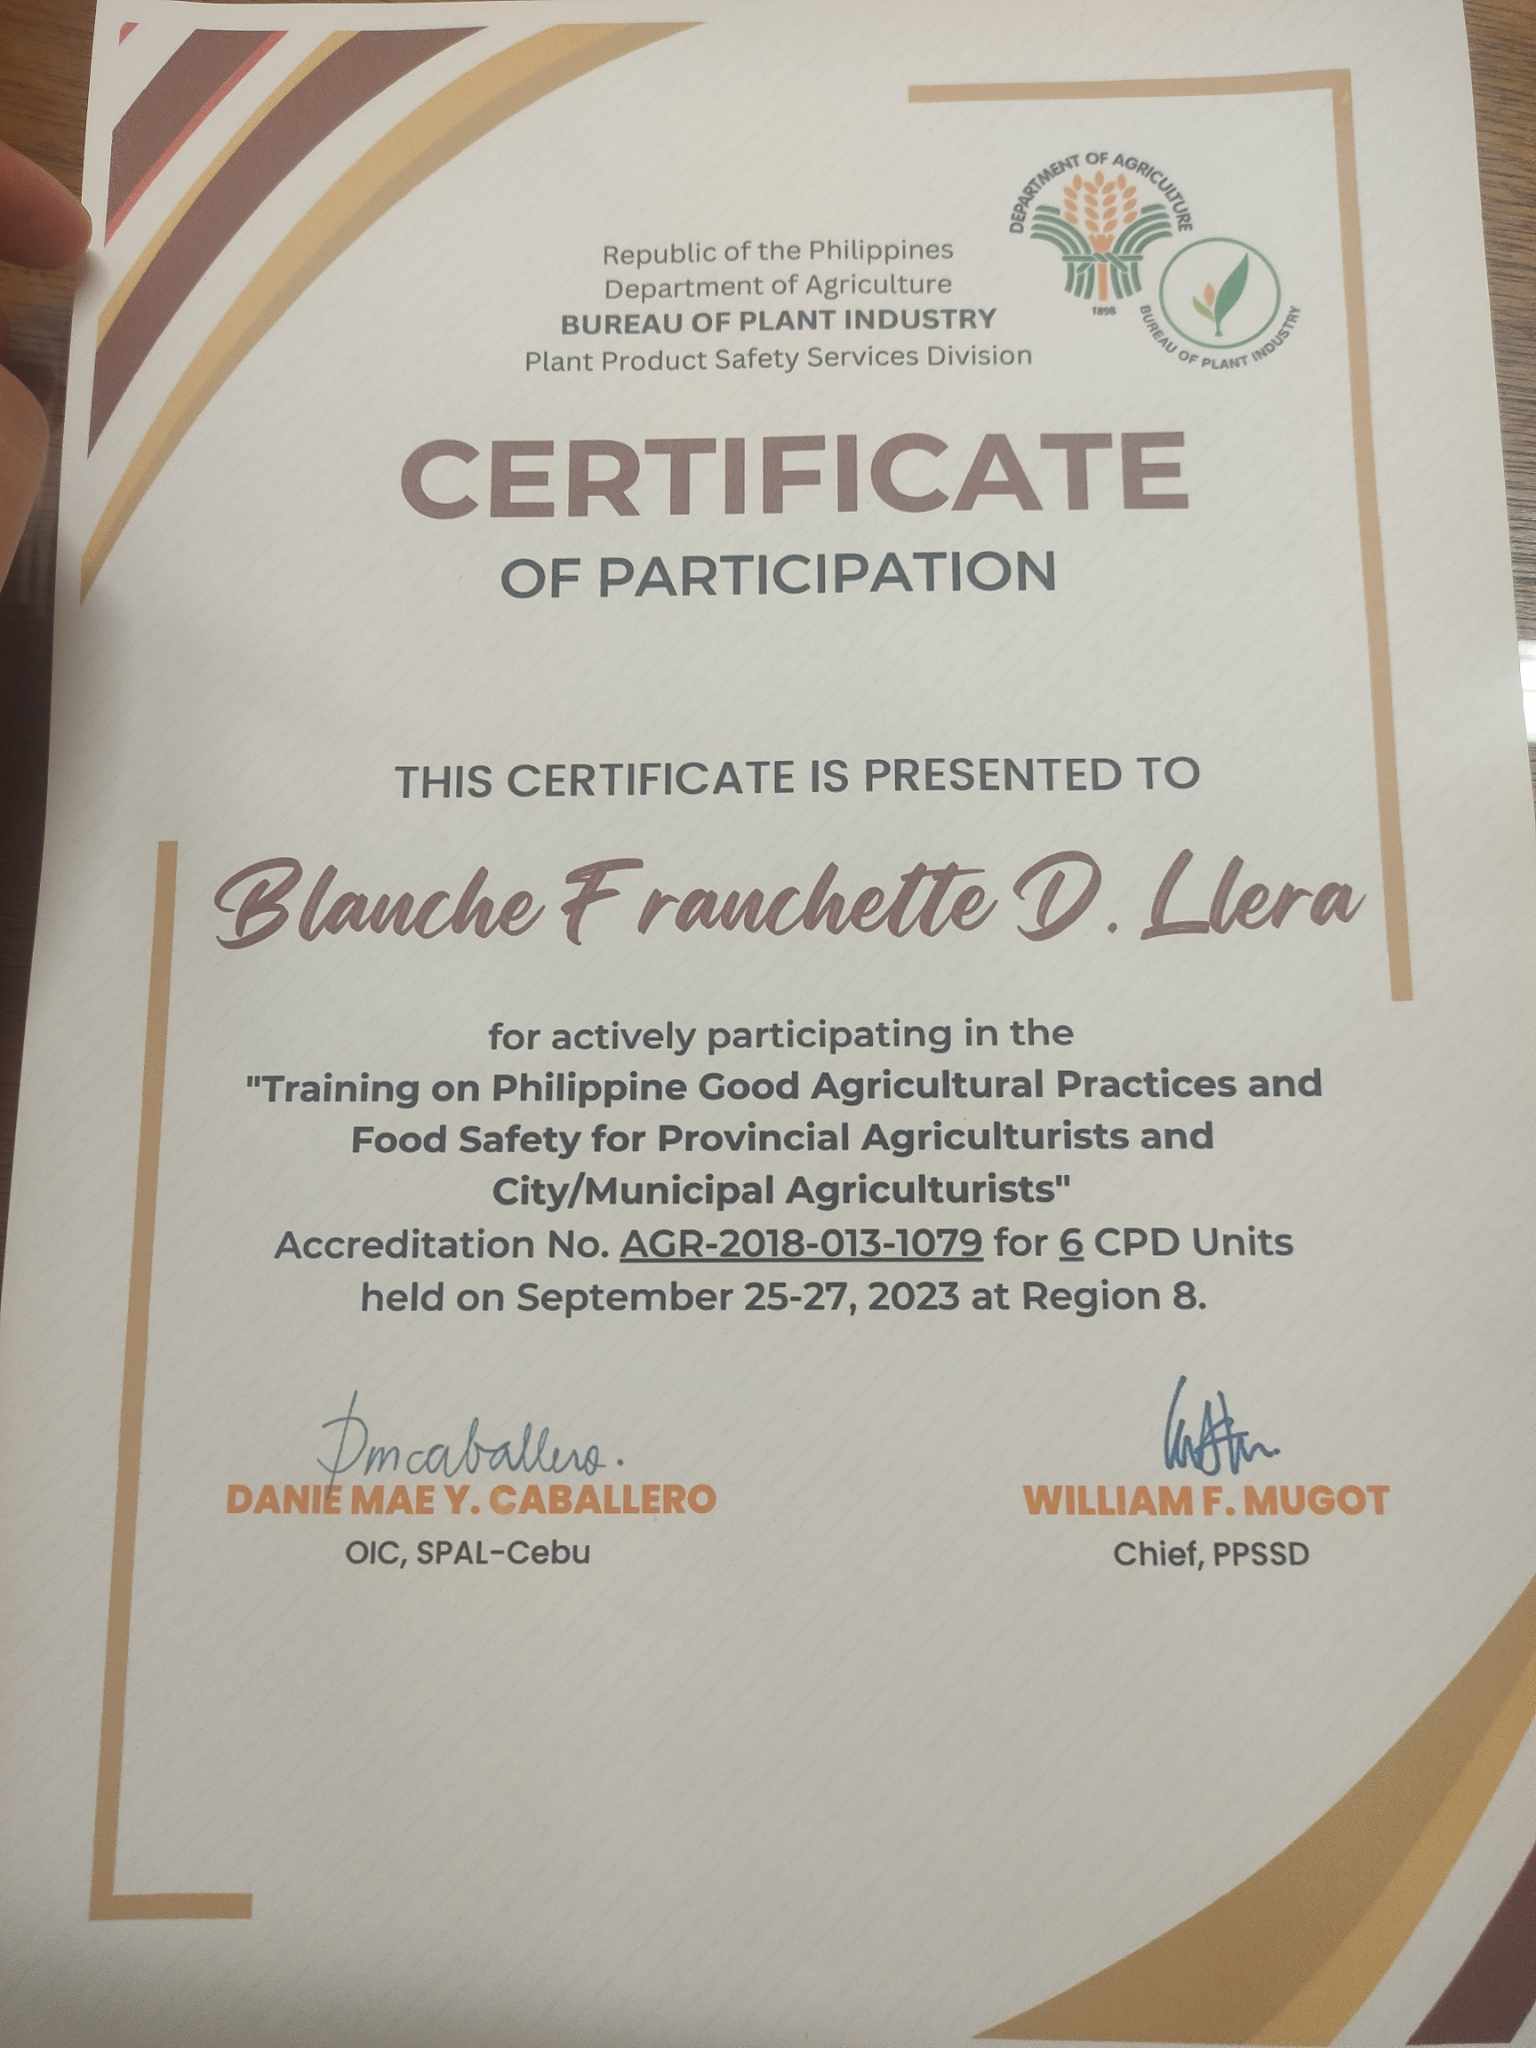 DEPARTMENT OF AGRICULTURE
1898
BUREAU OF PLANT INDUSTRY
Republic of the Philippines
Department of Agriculture
BUREAU OF PLANT INDUSTRY
Plant Product Safety Services Division
CERTIFICATE
OF PARTICIPATION
THIS CERTIFICATE IS PRESENTED TO
Blanche Franchette D. Llera
for actively participating in the
"Training on Philippine Good Agricultural Practices and
Food Safety for Provincial Agriculturists and
City/Municipal Agriculturists"
Accreditation No. AGR-2018-013-1079 for 6 CPD Units
held on September 25-27, 2023 at Region 8.
Dmcaballero.
DANIE MAE Y. CABALLERO
OIC, SPAL-Cebu
WILLIAM F. MUGOT
Chief, PPSSD